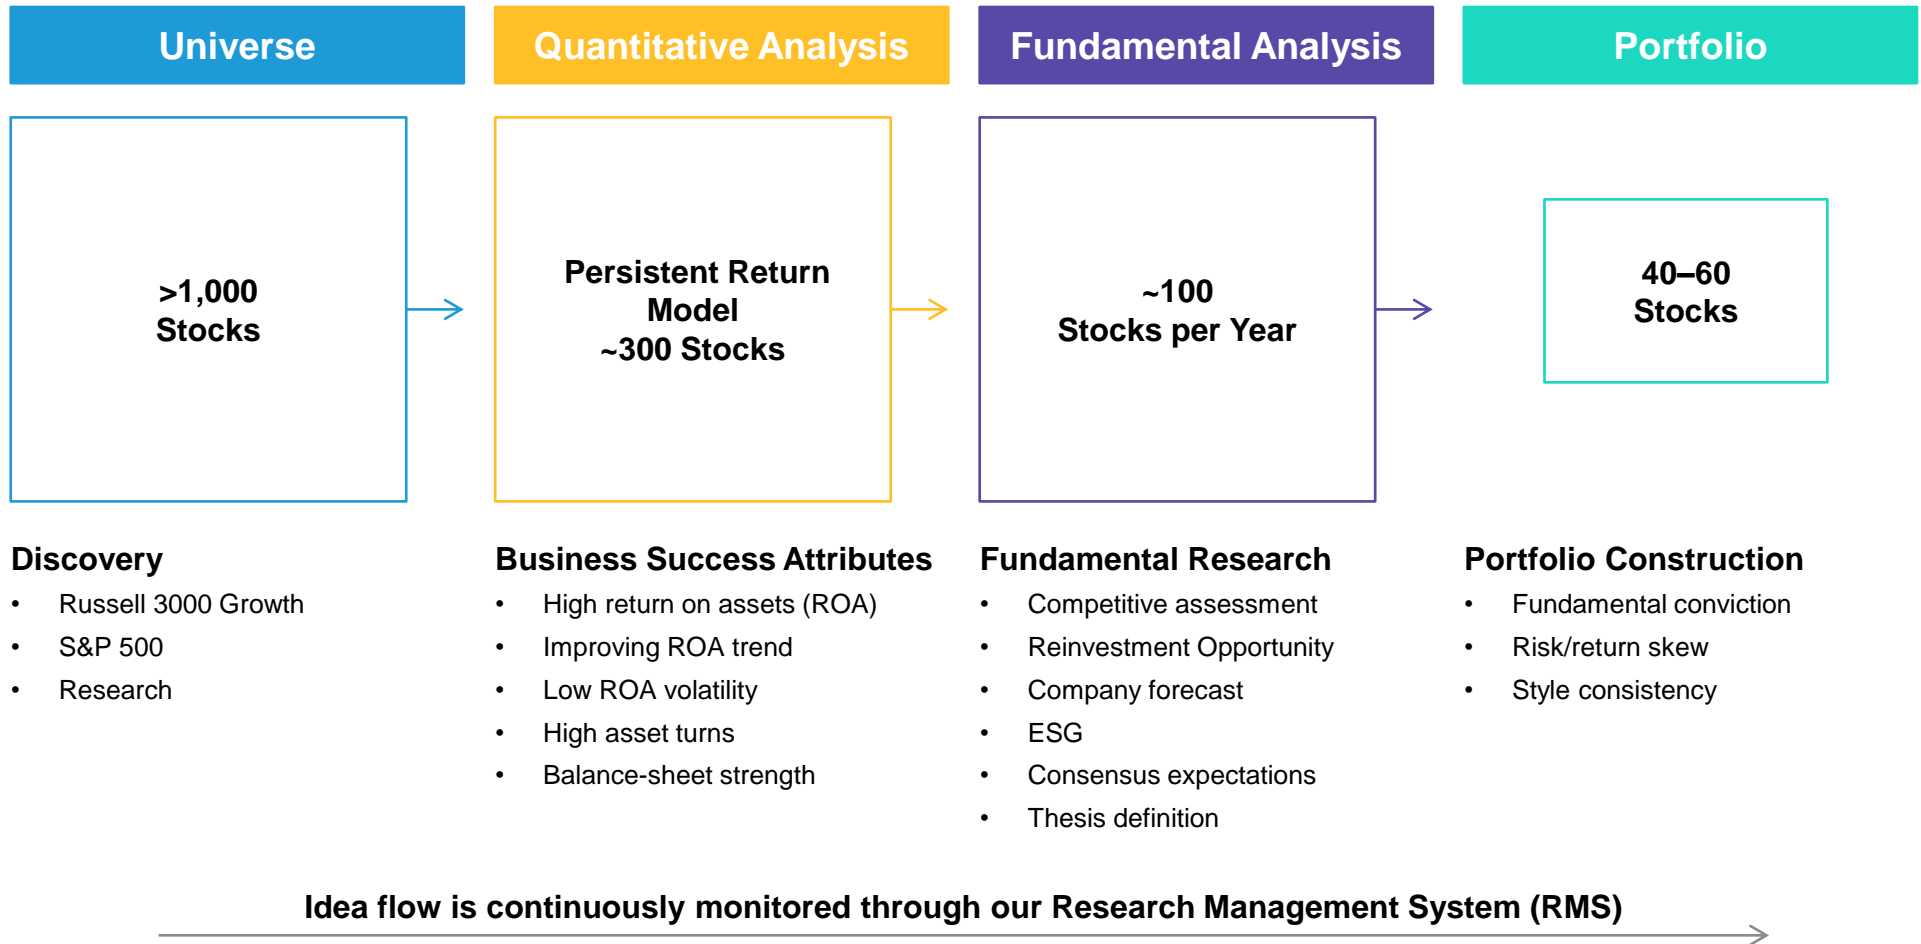 Universe
Quantitative Analysis
Fundamental Analysis
Portfolio
>1,000
Stocks
Persistent Return
Model
~300 Stocks
~100
Stocks per Year
40–60
Stocks
Discovery
• Russell 3000 Growth
• S&P 500
• Research
Business Success Attributes
• High return on assets (ROA)
• Improving ROA trend
• Low ROA volatility
• High asset turns
• Balance-sheet strength
Fundamental Research
• Competitive assessment
• Reinvestment Opportunity
• Company forecast
• ESG
• Consensus expectations
• Thesis definition
Portfolio Construction
• Fundamental conviction
• Risk/return skew
• Style consistency
Idea flow is continuously monitored through our Research Management System (RMS)